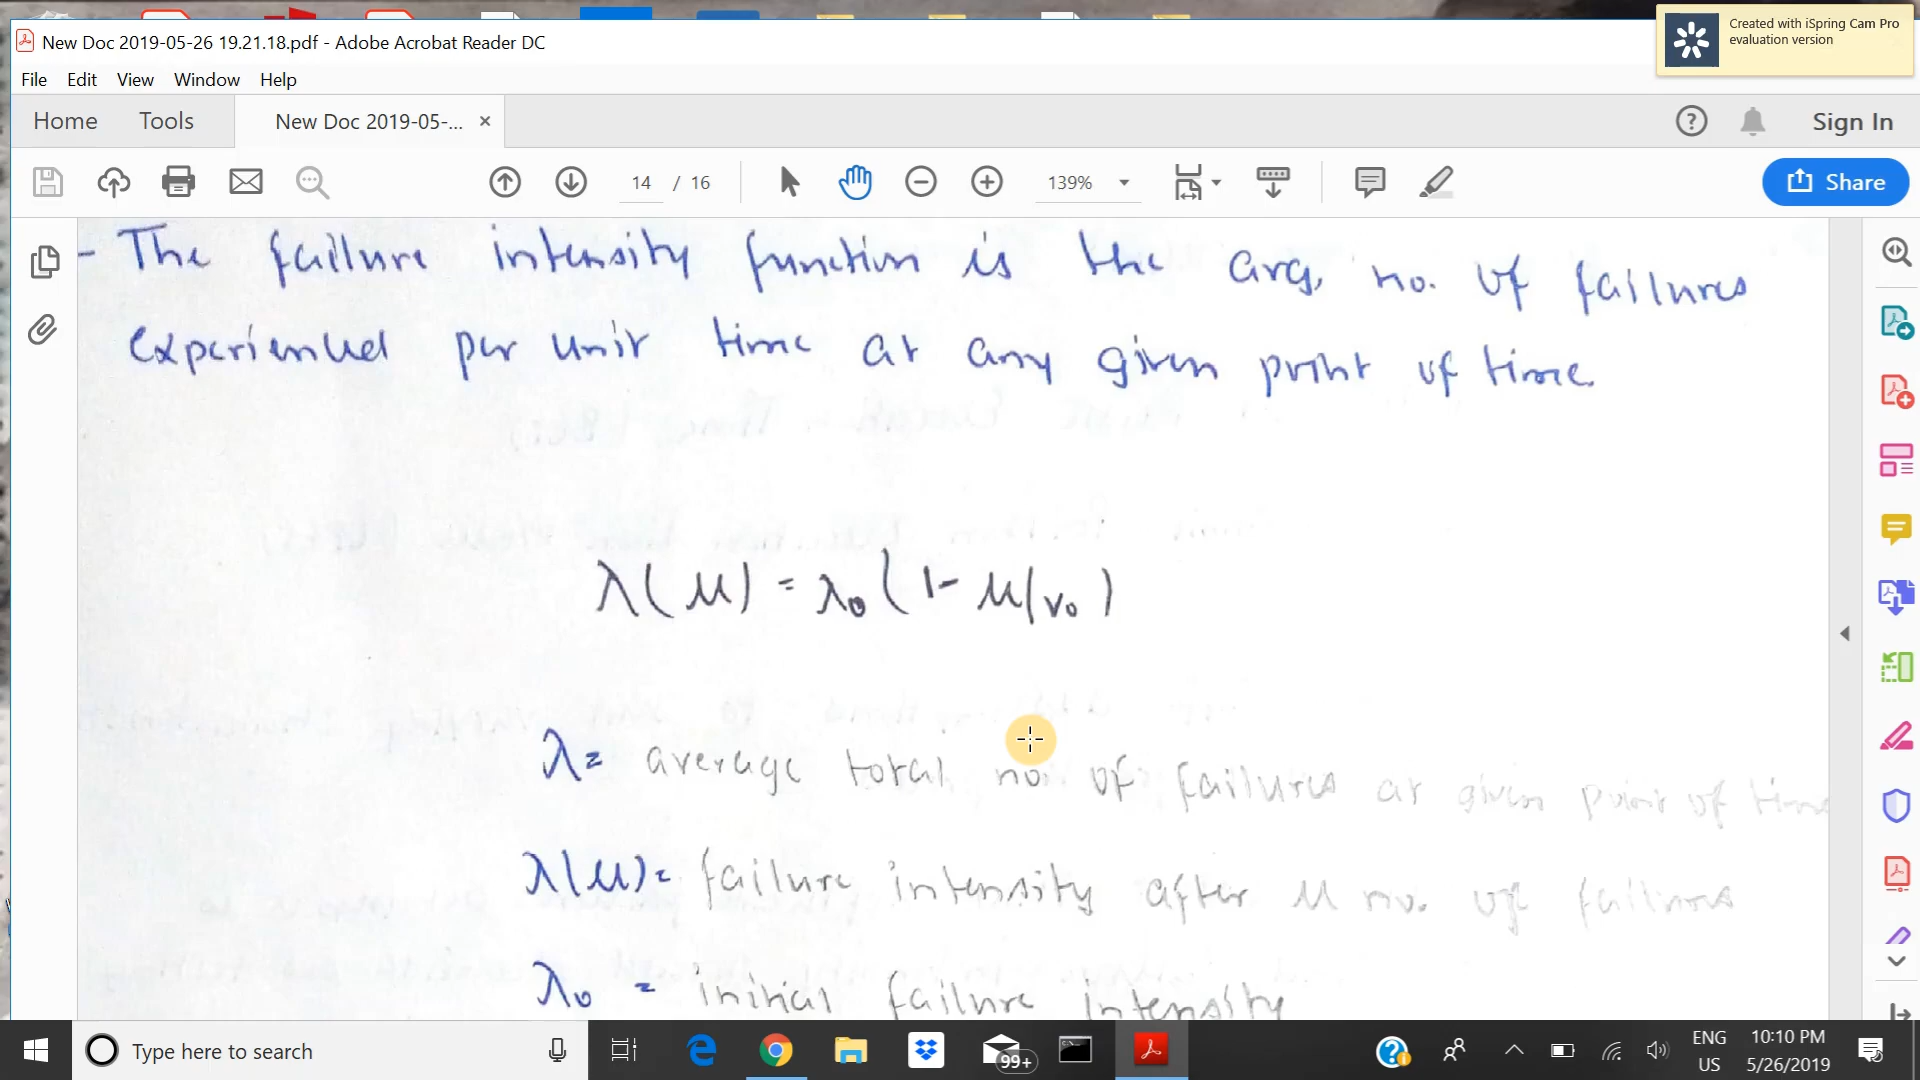 Created with iSpring Cam Pro
evaluation version
New Doc 2019-05-26 19.21.18.pdf - Adobe Acrobat Reader DC
File Edit View Window Help
Home Tools New Doc 2019-05-... × Sign In
14 / 16 139% Share
- The failure intensity function is the avg. no. of failures
experienced per unit time at any given point of time.
λ(μ) = λ₀(1-μ/v₀)
λ= average total no. of failures at given point of time
λ(μ)= failure intensity after μ no. of failures
λ₀ = initial failure intensity
Type here to search 99+ ENG 10:10 PM
US 5/26/2019